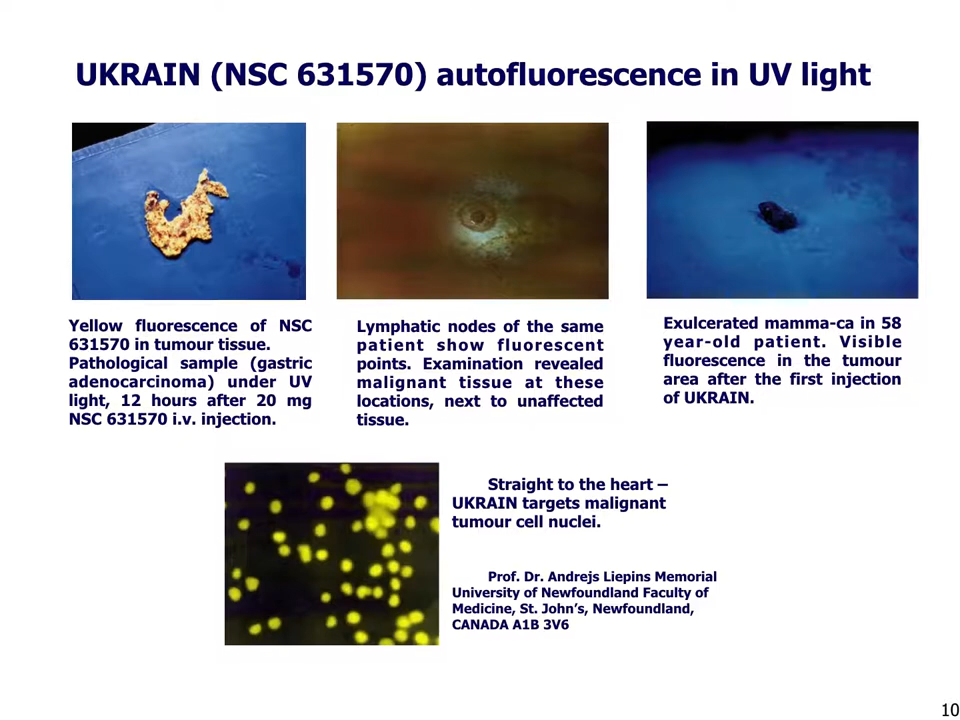 UKRAIN (NSC 631570) autofluorescence in UV light
Yellow fluorescence of NSC
631570 in tumour tissue.
Pathological sample (gastric
adenocarcinoma) under UV
light, 12 hours after 20 mg
NSC 631570 i.v. injection.
Lymphatic nodes of the same
patient show fluorescent
points. Examination revealed
malignant tissue at these
locations, next to unaffected
tissue.
Exulcerated mamma-ca in 58
year-old patient. Visible
fluorescence in the tumour
area after the first injection
of UKRAIN.
Straight to the heart –
UKRAIN targets malignant
tumour cell nuclei.
Prof. Dr. Andrejs Liepins Memorial
University of Newfoundland Faculty of
Medicine, St. John’s, Newfoundland,
CANADA A1B 3V6
10